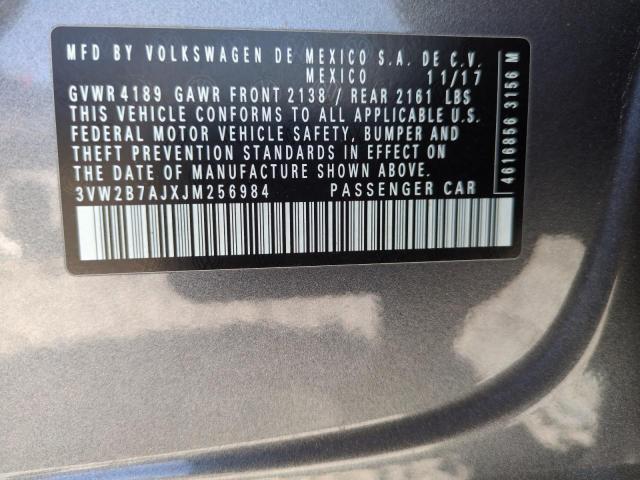 MFD BY VOLKSWAGEN DE MEXICO S.A. DE C.V.
MEXICO 11/17
GVWR 4189 GAWR FRONT 2138 / REAR 2161 LBS
THIS VEHICLE CONFORMS TO ALL APPLICABLE U.S.
FEDERAL MOTOR VEHICLE SAFETY, BUMPER AND
THEFT PREVENTION STANDARDS IN EFFECT ON
THE DATE OF MANUFACTURE SHOWN ABOVE.
3VW2B7AJXJM256984 PASSENGER CAR
4616856 3156 M